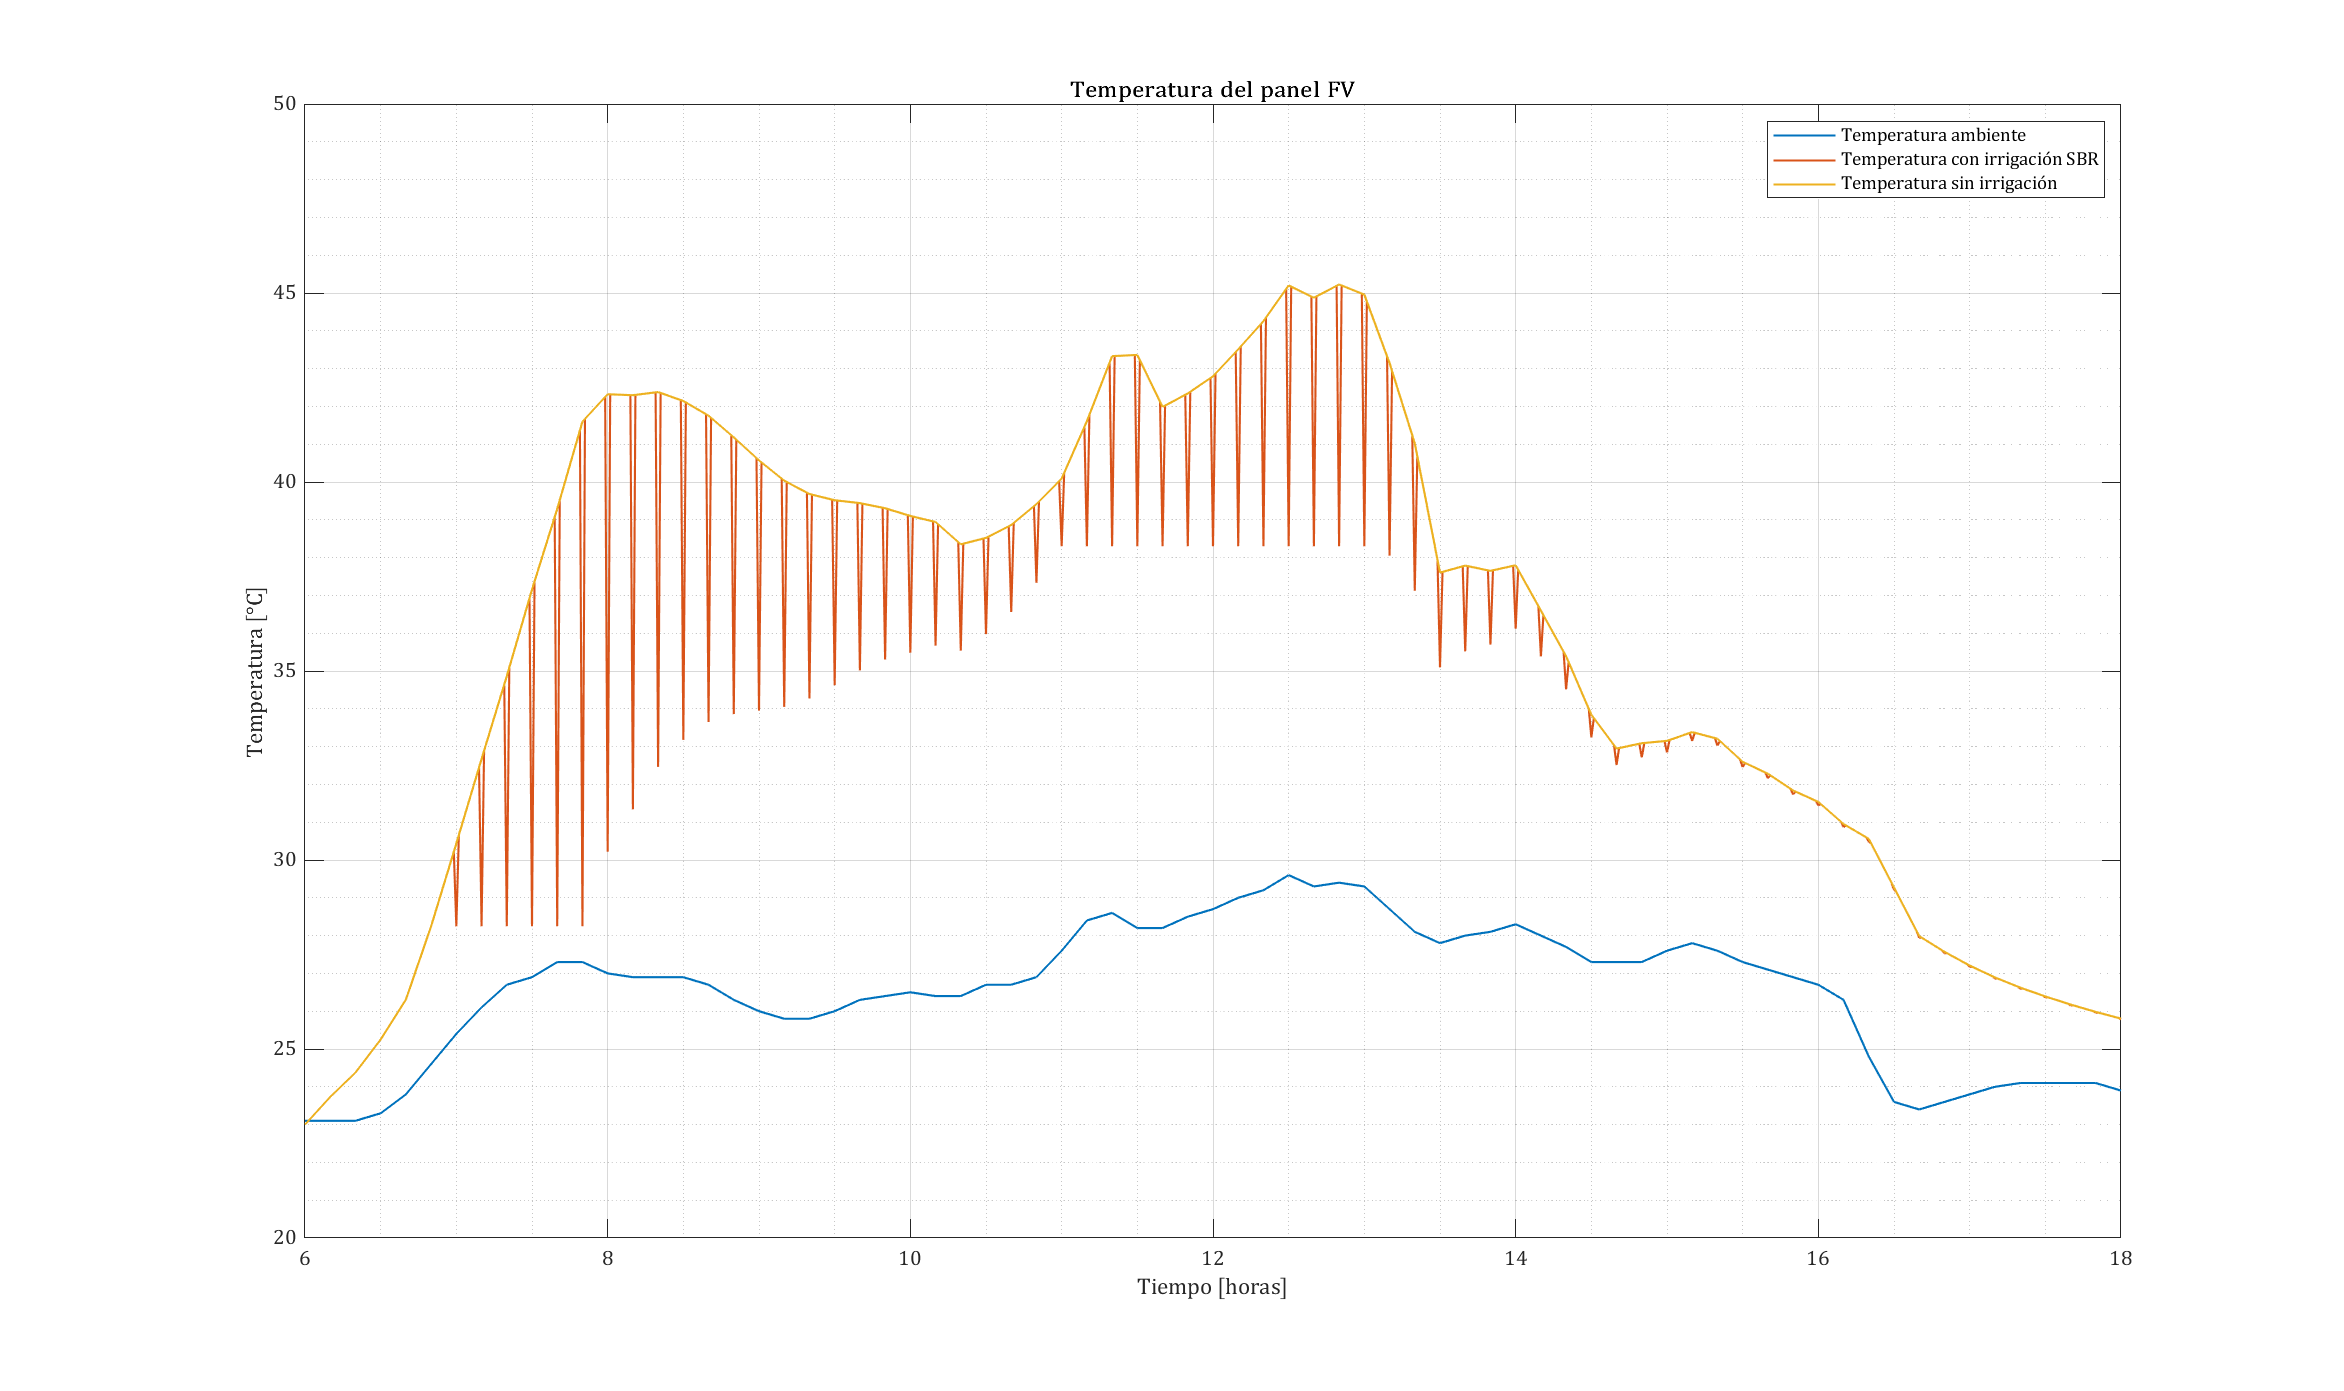 Temperatura del panel FV
50
45
40
35
30
25
20
Temperatura [°C]
Temperatura ambiente
Temperatura con irrigación SBR
Temperatura sin irrigación
6
8
10
12
14
16
18
Tiempo [horas]